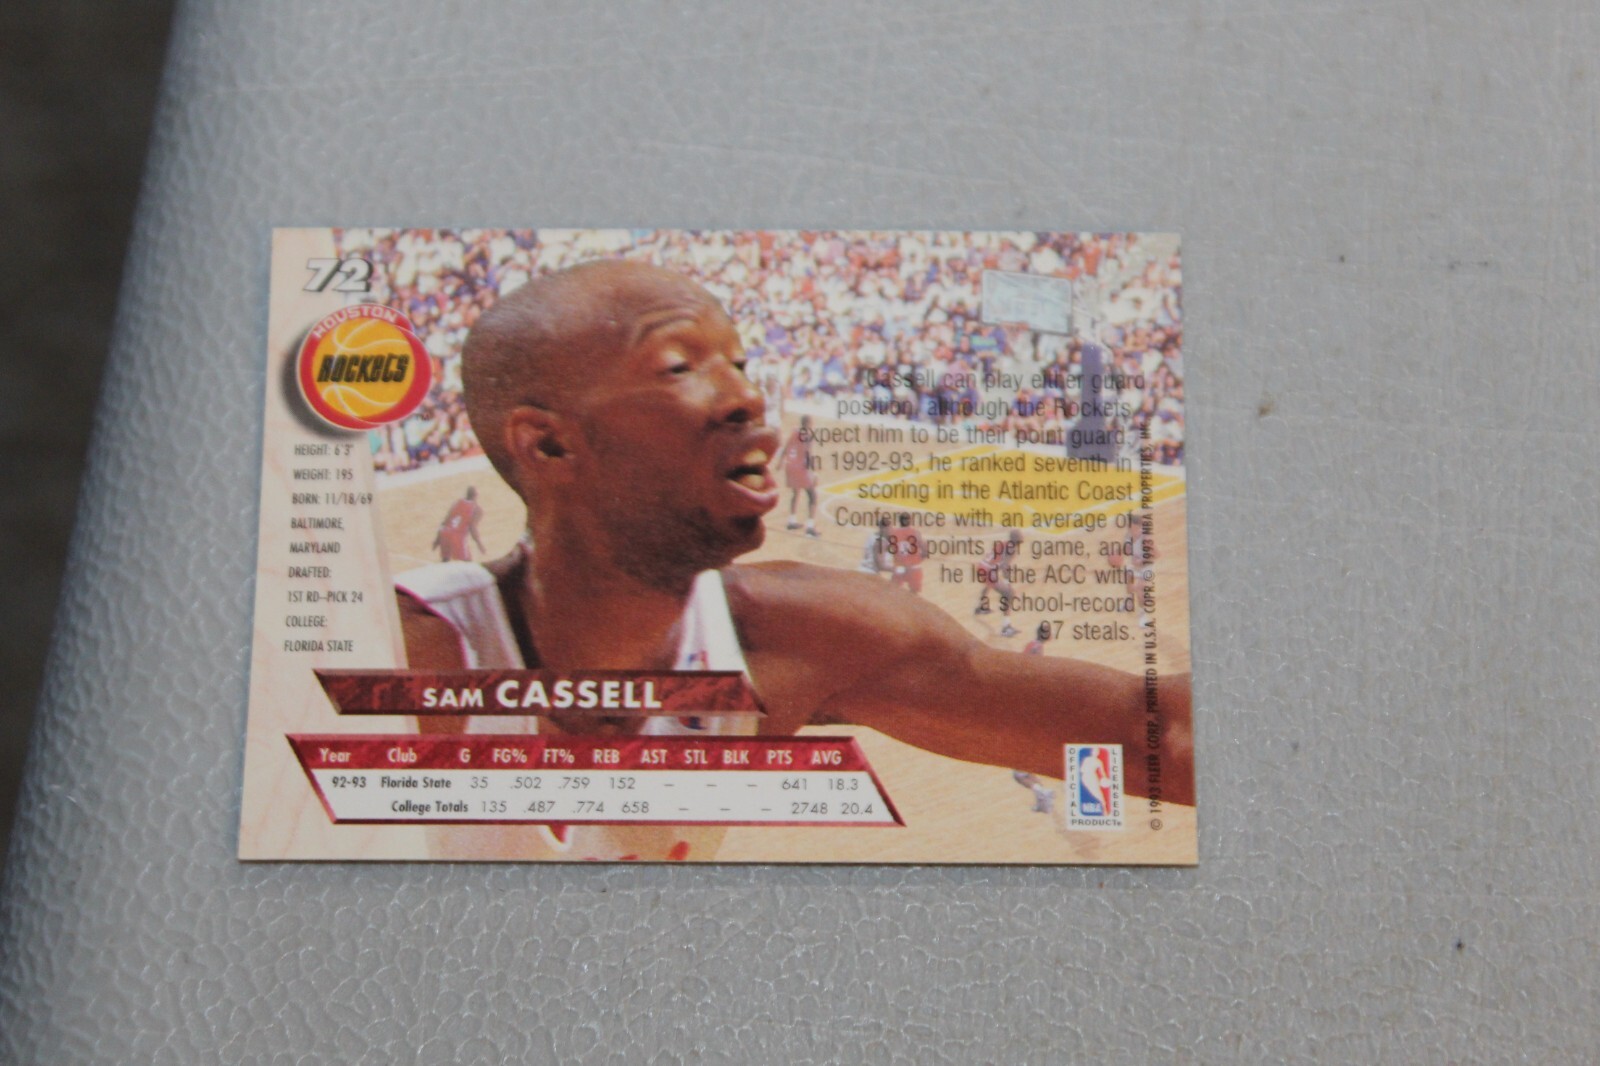 72
HOUSTON
ROCKETS
HEIGHT: 6'3"
WEIGHT: 195
BORN: 11/18/69
BALTIMORE,
MARYLAND
DRAFTED:
1ST RD–PICK 24
COLLEGE:
FLORIDA STATE
Cassell can play either guard
position, although the Rockets
expect him to be their point guard.
In 1992-93, he ranked seventh in
scoring in the Atlantic Coast
Conference with an average of
18.3 points per game, and
he led the ACC with
a school-record
97 steals.
SAM CASSELL
Year Club G FG% FT% REB AST STL BLK PTS AVG
92-93 Florida State 35 .502 .759 152 – – – 641 18.3
College Totals 135 .487 .774 658 – – – 2748 20.4
OFFICIAL LICENSED
NBA
PRODUCT
© 1993 FLEER CORP. PRINTED IN U.S.A. COPR. © 1993 NBA PROPERTIES, INC.